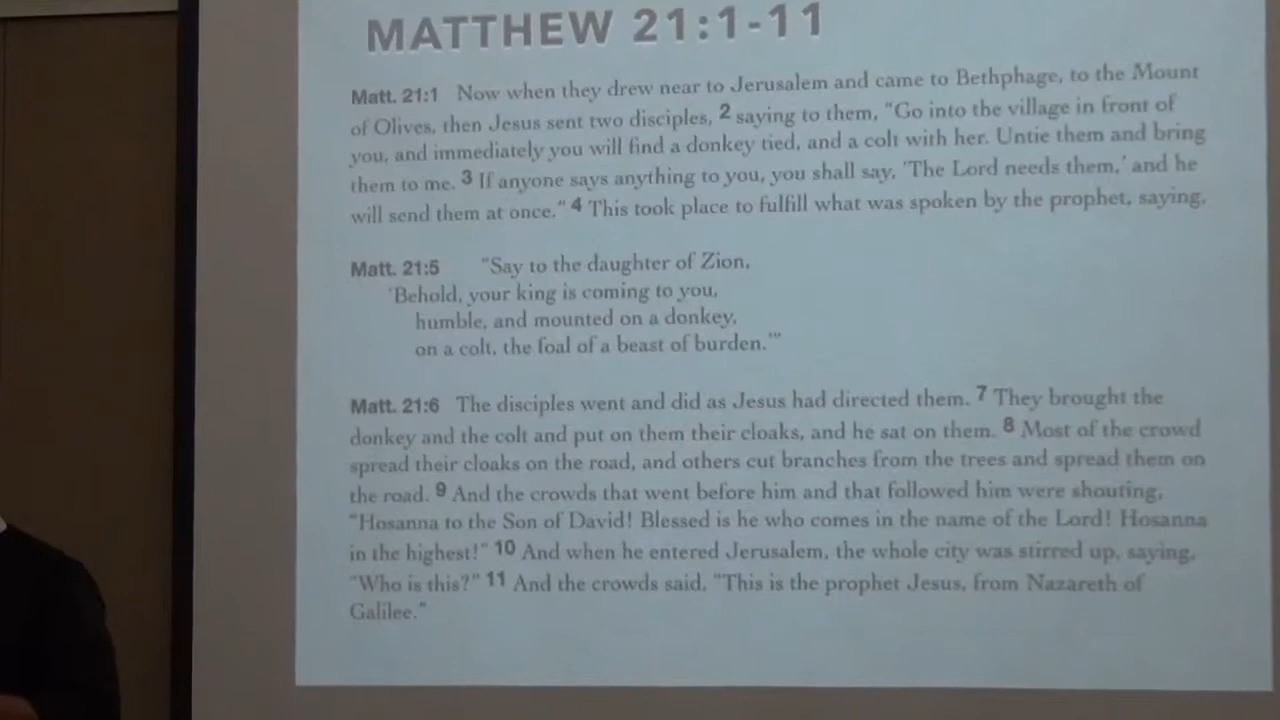 MATTHEW 21:1-11
Matt. 21:1 Now when they drew near to Jerusalem and came to Bethphage, to the Mount
of Olives, then Jesus sent two disciples, 2 saying to them, “Go into the village in front of
you, and immediately you will find a donkey tied, and a colt with her. Untie them and bring
them to me. 3 If anyone says anything to you, you shall say, ‘The Lord needs them,’ and he
will send them at once.” 4 This took place to fulfill what was spoken by the prophet, saying,
Matt. 21:5 “Say to the daughter of Zion,
‘Behold, your king is coming to you,
humble, and mounted on a donkey,
on a colt, the foal of a beast of burden.’”
Matt. 21:6 The disciples went and did as Jesus had directed them. 7 They brought the
donkey and the colt and put on them their cloaks, and he sat on them. 8 Most of the crowd
spread their cloaks on the road, and others cut branches from the trees and spread them on
the road. 9 And the crowds that went before him and that followed him were shouting,
“Hosanna to the Son of David! Blessed is he who comes in the name of the Lord! Hosanna
in the highest!” 10 And when he entered Jerusalem, the whole city was stirred up, saying,
“Who is this?” 11 And the crowds said, “This is the prophet Jesus, from Nazareth of
Galilee.”